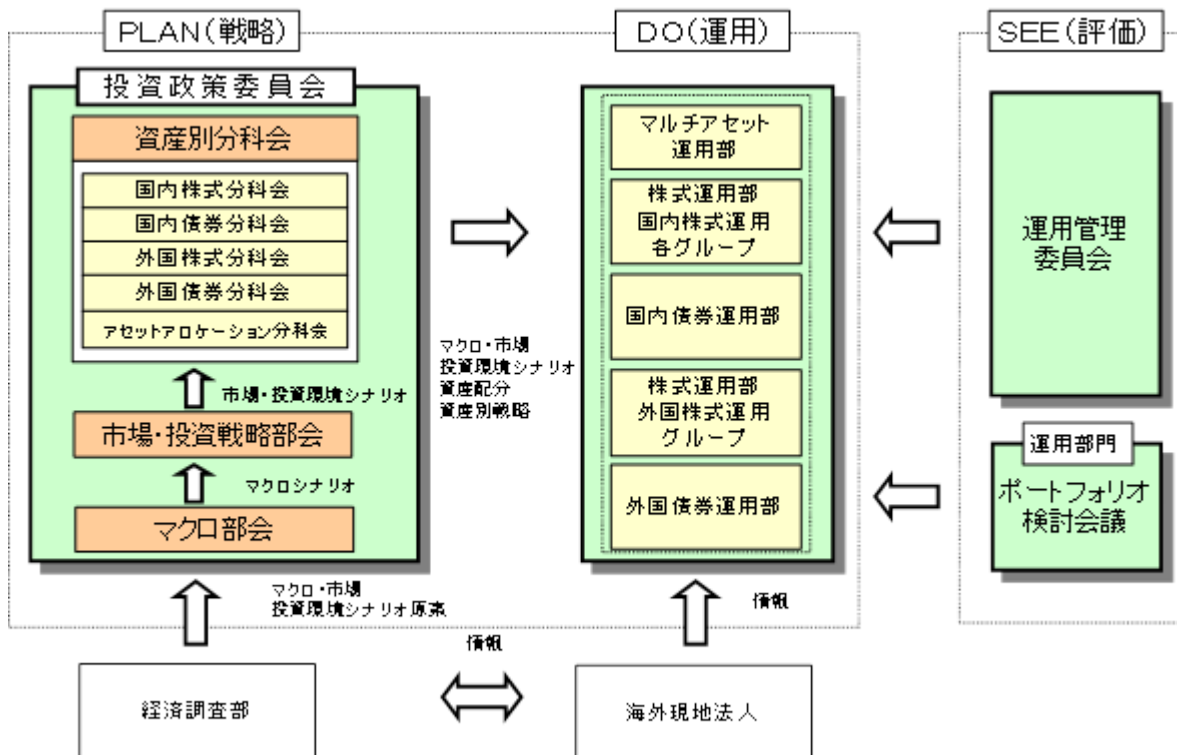 PLAN(戦略)
投資政策委員会
資産別分科会
国内株式分科会
国内債券分科会
外国株式分科会
外国債券分科会
アセットアロケーション分科会
市場・投資環境シナリオ
市場・投資戦略部会
マクロシナリオ
マクロ部会
マクロ・市場
投資環境シナリオ原案
経済調査部
マクロ・市場
投資環境シナリオ
資産配分
資産別戦略
DO(運用)
マルチアセット
運用部
株式運用部
国内株式運用
各グループ
国内債券運用部
株式運用部
外国株式運用
グループ
外国債券運用部
情報
情報
海外現地法人
SEE(評価)
運用管理
委員会
運用部門
ポートフォリオ
検討会議